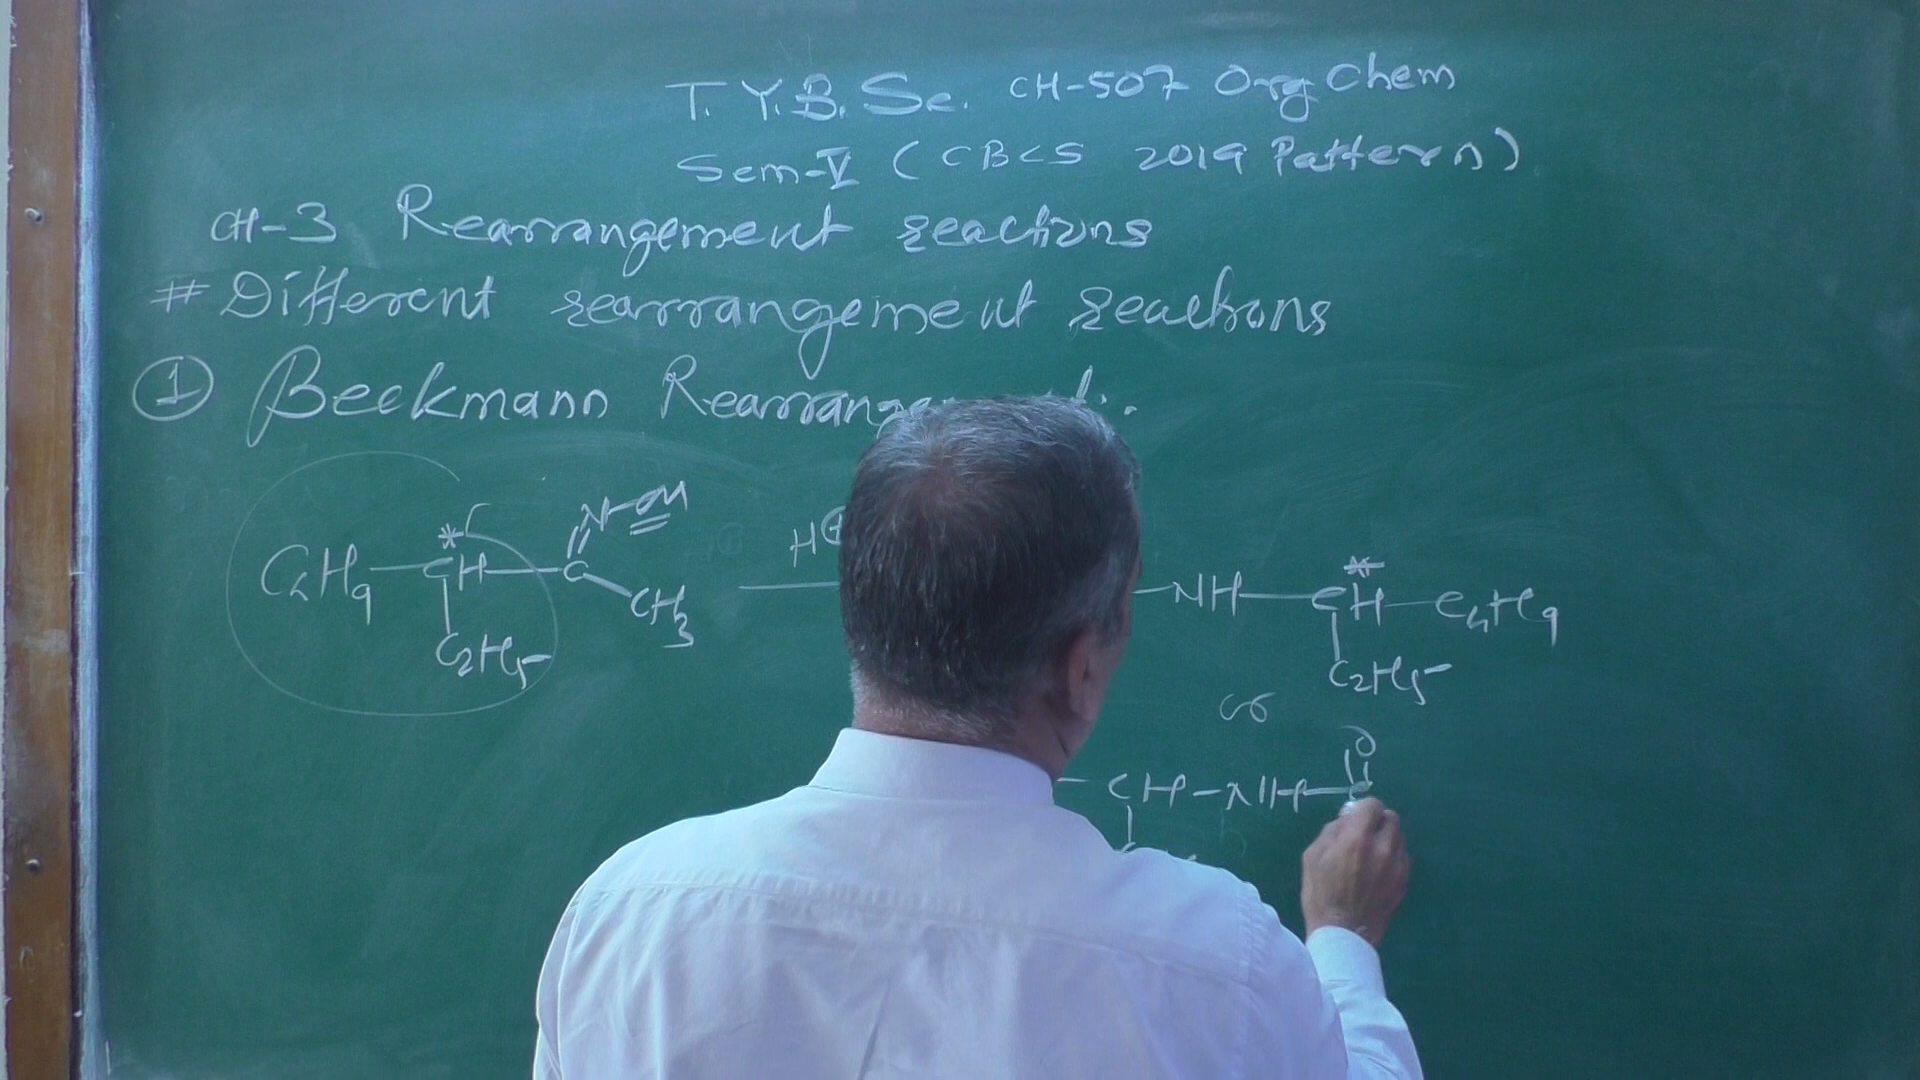 T.Y.B.Sc. CH-507 Org Chem
Sem-V (CBCS 2019 Pattern)
CH-3 Rearrangement reactions
# Different rearrangement reactions
① Beckmann
C4H9—*CH—C
N-OH
CH3
C2H5
H⊕
—NH—*CH—C4H9
C2H5
or
—CH—NH—C
O